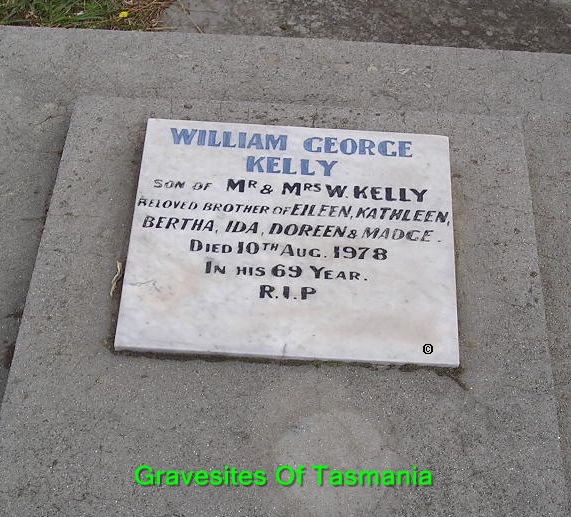 WILLIAM GEORGE
KELLY
SON OF MR & MRS W. KELLY
BELOVED BROTHER OF EILEEN, KATHLEEN,
BERTHA, IDA, DOREEN & MADGE.
DIED 10TH AUG. 1978
IN HIS 69 YEAR.
R.I.P
©
Gravesites Of Tasmania